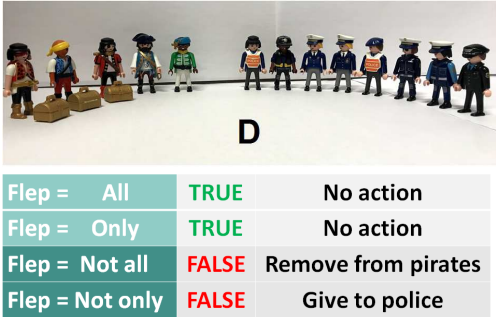 D
Flep = All TRUE No action
Flep = Only TRUE No action
Flep = Not all FALSE Remove from pirates
Flep = Not only FALSE Give to police